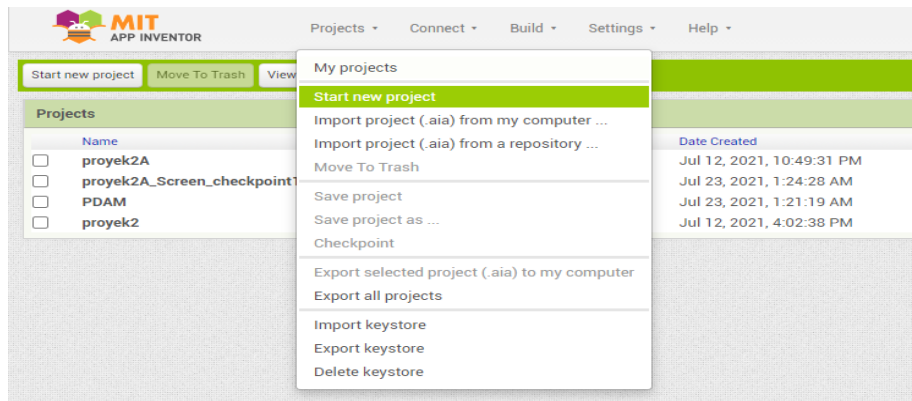 MIT
APP INVENTOR
Projects
Connect
Build
Settings
Help
Start new project
Move To Trash
View
My projects
Start new project
Import project (.aia) from my computer ...
Import project (.aia) from a repository ...
Move To Trash
Save project
Save project as ...
Checkpoint
Export selected project (.aia) to my computer
Export all projects
Import keystore
Export keystore
Delete keystore
Projects
Name
Date Created
proyek2A
Jul 12, 2021, 10:49:31 PM
proyek2A_Screen_checkpoint
Jul 23, 2021, 1:24:28 AM
PDAM
Jul 23, 2021, 1:21:19 AM
proyek2
Jul 12, 2021, 4:02:38 PM